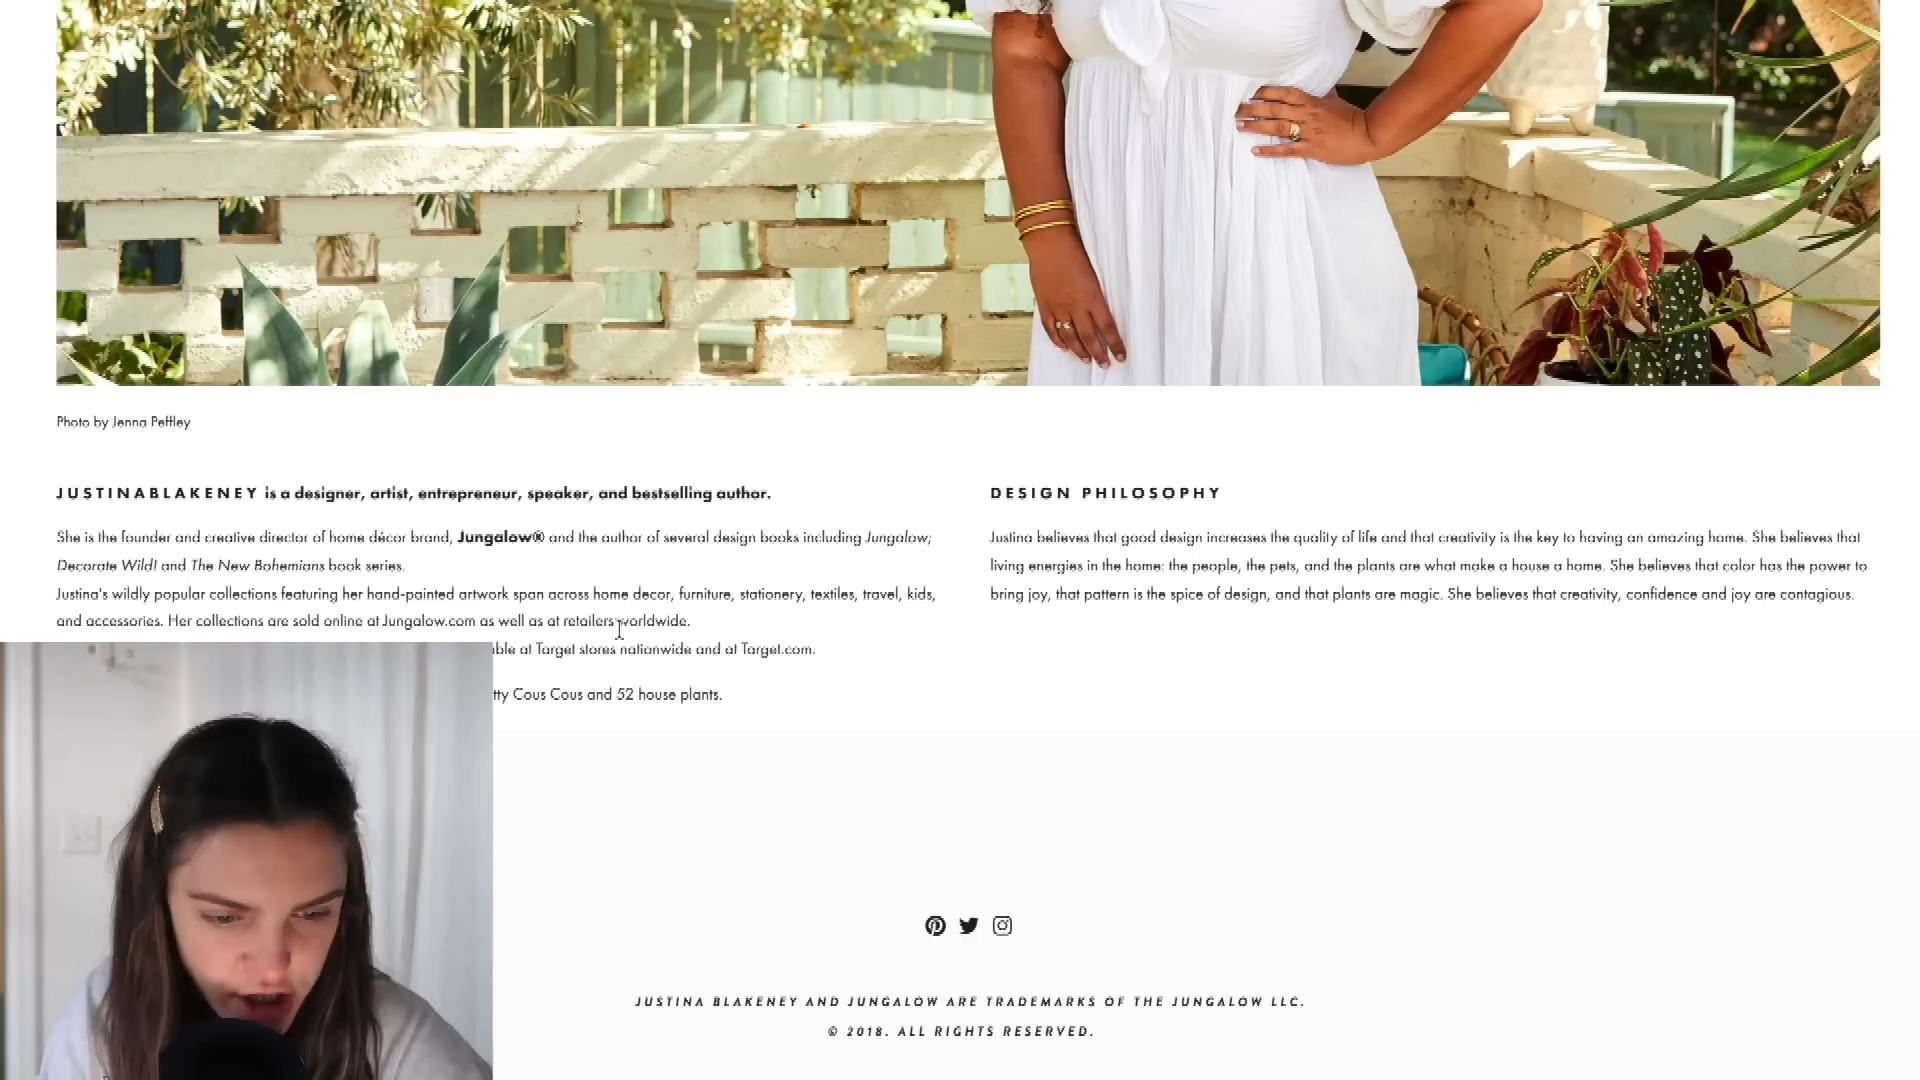 Photo by Jenna Peffley
JUSTINABLAKENEY is a designer, artist, entrepreneur, speaker, and bestselling author.
She is the founder and creative director of home décor brand, Jungalow® and the author of several design books including Jungalow;
Decorate Wild! and The New Bohemians book series.
Justina's wildly popular collections featuring her hand-painted artwork span across home decor, furniture, stationery, textiles, travel, kids,
and accessories. Her collections are sold online at Jungalow.com as well as at retailers worldwide.
at Target stores nationwide and at Target.com.
Cous Cous and 52 house plants.
DESIGN PHILOSOPHY
Justina believes that good design increases the quality of life and that creativity is the key to having an amazing home. She believes that
living energies in the home: the people, the pets, and the plants are what make a house a home. She believes that color has the power to
bring joy, that pattern is the spice of design, and that plants are magic. She believes that creativity, confidence and joy are contagious.
JUSTINA BLAKENEY AND JUNGALOW ARE TRADEMARKS OF THE JUNGALOW LLC.
© 2018. ALL RIGHTS RESERVED.